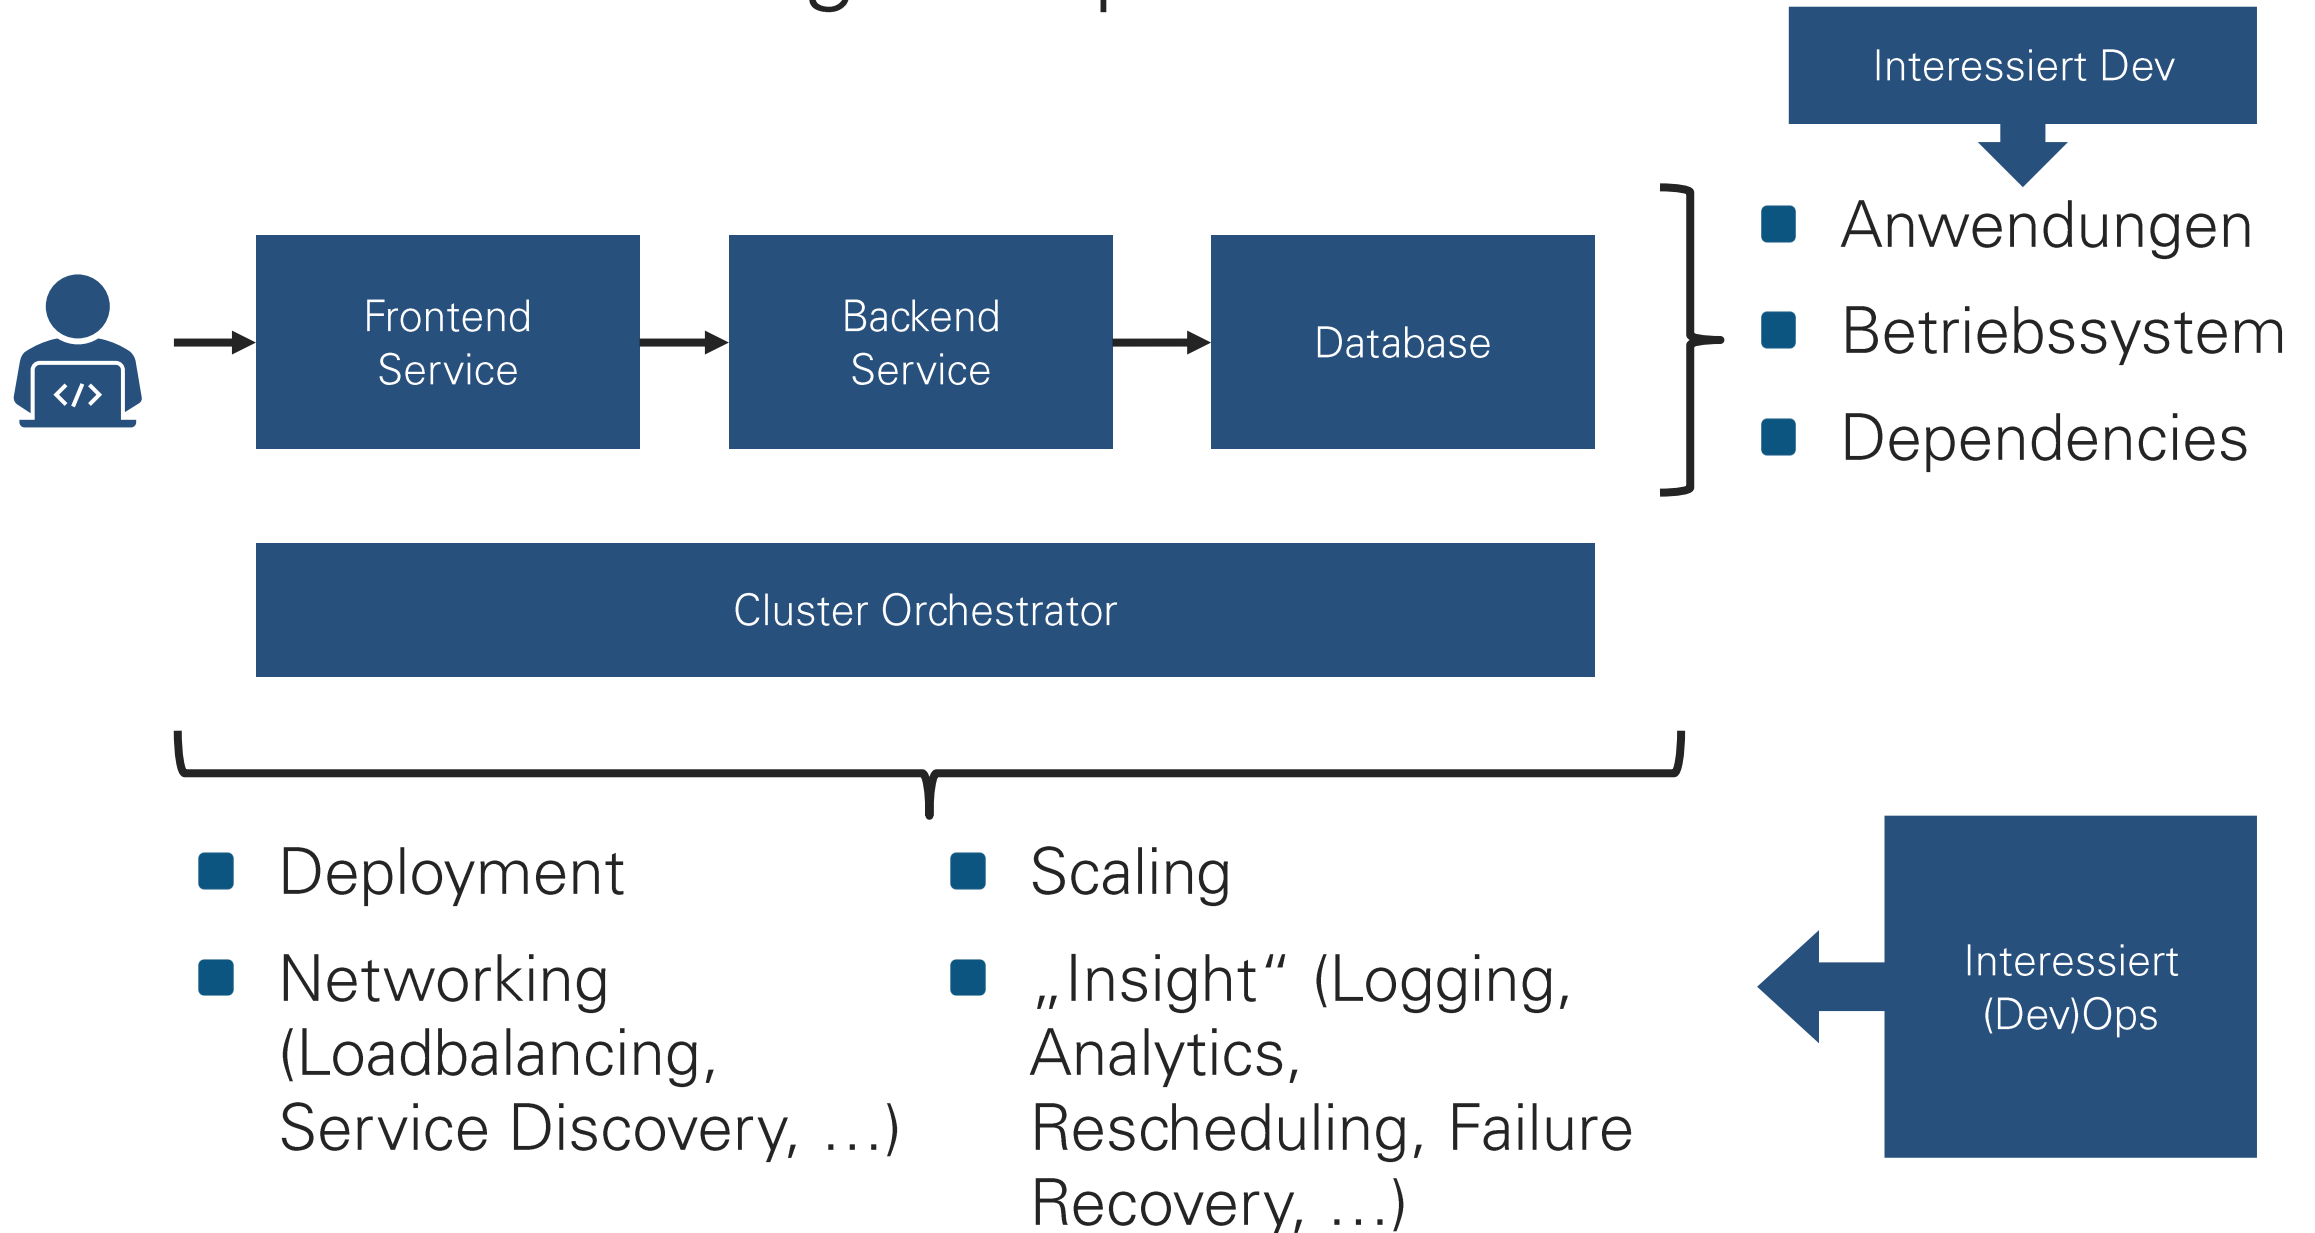 Interessiert Dev
Anwendungen
Betriebssystem
Dependencies
Frontend
Service
Backend
Service
Database
</>
Cluster Orchestrator
Deployment
Networking
(Loadbalancing,
Service Discovery, …)
Scaling
„Insight“ (Logging,
Analytics,
Rescheduling, Failure
Recovery, …)
Interessiert
(Dev)Ops